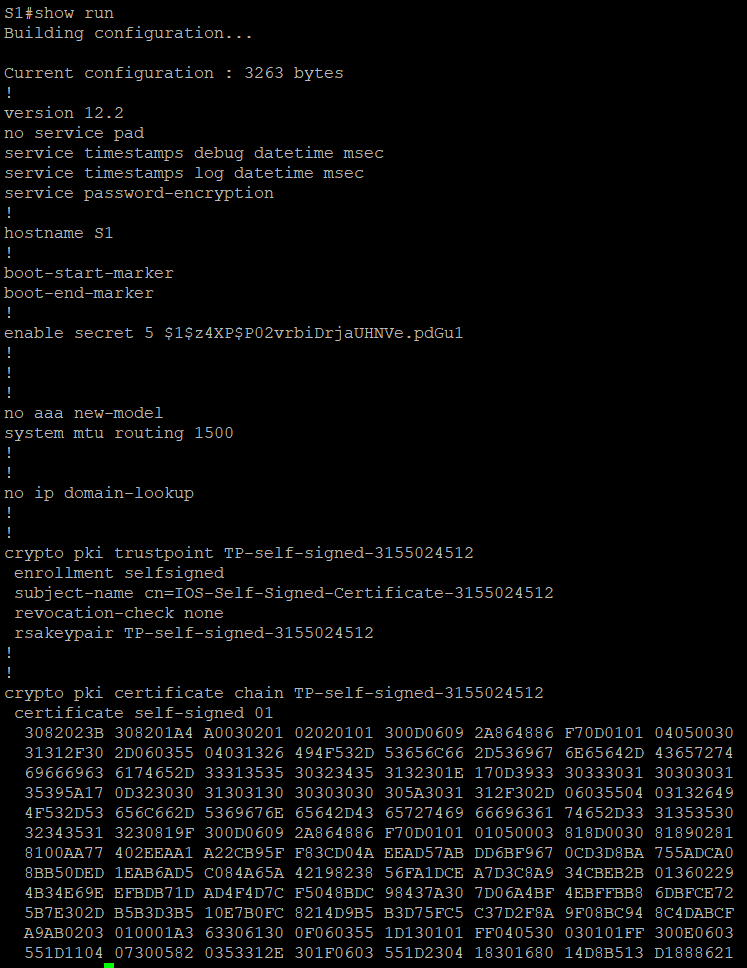 S1#show run
Building configuration...
Current configuration : 3263 bytes
!
version 12.2
no service pad
service timestamps debug datetime msec
service timestamps log datetime msec
service password-encryption
!
hostname S1
!
boot-start-marker
boot-end-marker
!
enable secret 5 $1$z4XP$P02vrbiDrjaUHNVe.pdGu1
!
!
!
no aaa new-model
system mtu routing 1500
!
!
no ip domain-lookup
!
!
crypto pki trustpoint TP-self-signed-3155024512
 enrollment selfsigned
 subject-name cn=IOS-Self-Signed-Certificate-3155024512
 revocation-check none
 rsakeypair TP-self-signed-3155024512
!
!
crypto pki certificate chain TP-self-signed-3155024512
 certificate self-signed 01
  3082023B 308201A4 A0030201 02020101 300D0609 2A864886 F70D0101 04050030
  31312F30 2D060355 04031326 494F532D 53656C66 2D536967 6E65642D 43657274
  69666963 6174652D 33313535 30323435 3132301E 170D3933 30333031 30303031
  35395A17 0D323030 31303130 30303030 305A3031 312F302D 06035504 03132649
  4F532D53 656C662D 5369676E 65642D43 65727469 66696361 74652D33 31353530
  32343531 3230819F 300D0609 2A864886 F70D0101 01050003 818D0030 81890281
  8100AA77 402EEAA1 A22CB95F F83CD04A EEAD57AB DD6BF967 0CD3D8BA 755ADCA0
  8BB50DED 1EAB6AD5 C084A65A 42198238 56FA1DCE A7D3C8A9 34CBEB2B 01360229
  4B34E69E EFBDB71D AD4F4D7C F5048BDC 98437A30 7D06A4BF 4EBFFBB8 6DBFCE72
  5B7E302D B5B3D3B5 10E7B0FC 8214D9B5 B3D75FC5 C37D2F8A 9F08BC94 8C4DABCF
  A9AB0203 010001A3 63306130 0F060355 1D130101 FF040530 030101FF 300E0603
  551D1104 07300582 0353312E 301F0603 551D2304 18301680 14D8B513 D1888621